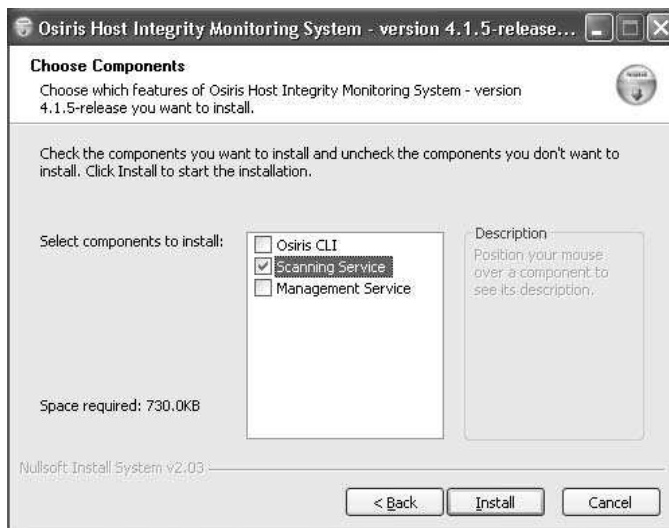 Osiris Host Integrity Monitoring System - version 4.1.5-release...
Choose Components
Choose which features of Osiris Host Integrity Monitoring System - version
4.1.5-release you want to install.
Check the components you want to install and uncheck the components you don't want to
install. Click Install to start the installation.
Select components to install:
Osiris CLI
Scanning Service
Management Service
Description
Position your mouse
over a component to
see its description.
Space required: 730.0KB
Nullsoft Install System v2.03
< Back
Install
Cancel